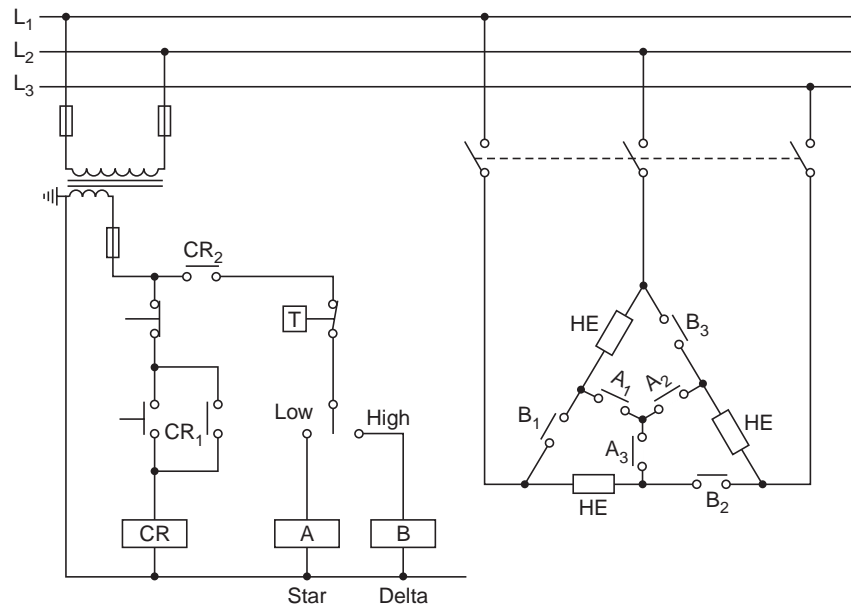 L1
L2
L3
CR2
T
HE
B3
A1
A2
Low
High
B1
CR1
HE
A3
HE
B2
CR
A
B
Star
Delta